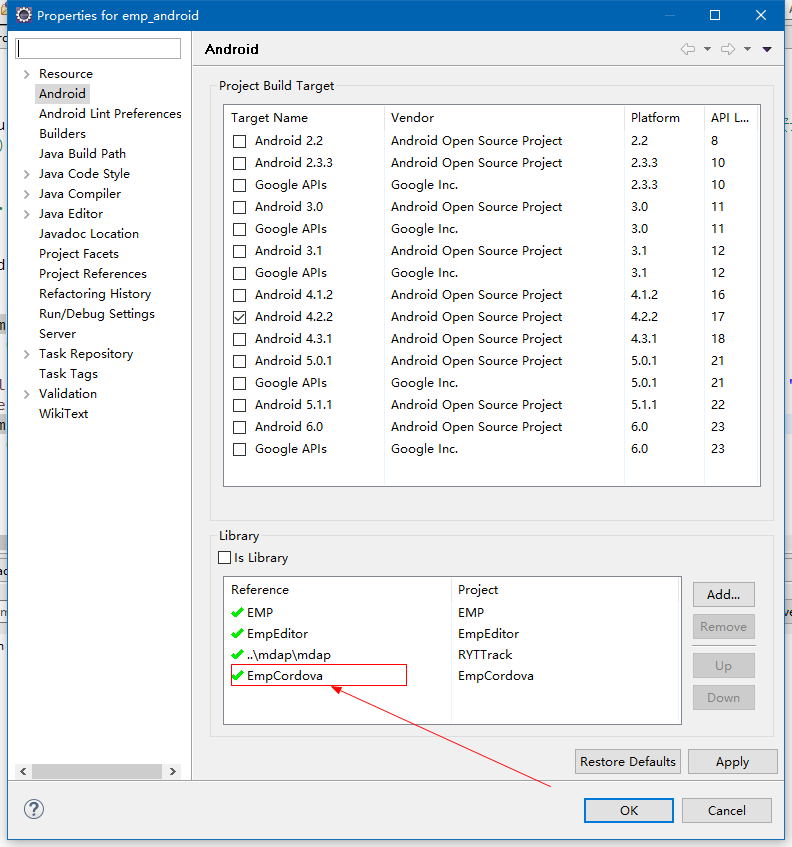 Properties for emp_android
Android
Resource
Android
Android Lint Preferences
Builders
Java Build Path
Java Code Style
Java Compiler
Java Editor
Javadoc Location
Project Facets
Project References
Refactoring History
Run/Debug Settings
Server
Task Repository
Task Tags
Validation
WikiText
Project Build Target
Target Name Vendor Platform API L...
Android 2.2 Android Open Source Project 2.2 8
Android 2.3.3 Android Open Source Project 2.3.3 10
Google APIs Google Inc. 2.3.3 10
Android 3.0 Android Open Source Project 3.0 11
Google APIs Google Inc. 3.0 11
Android 3.1 Android Open Source Project 3.1 12
Google APIs Google Inc. 3.1 12
Android 4.1.2 Android Open Source Project 4.1.2 16
Android 4.2.2 Android Open Source Project 4.2.2 17
Android 4.3.1 Android Open Source Project 4.3.1 18
Android 5.0.1 Android Open Source Project 5.0.1 21
Google APIs Google Inc. 5.0.1 21
Android 5.1.1 Android Open Source Project 5.1.1 22
Android 6.0 Android Open Source Project 6.0 23
Google APIs Google Inc. 6.0 23
Library
Is Library
Reference Project
EMP EMP
EmpEditor EmpEditor
..\mdap\mdap RYTTrack
EmpCordova EmpCordova
Add...
Remove
Up
Down
Restore Defaults Apply
OK Cancel